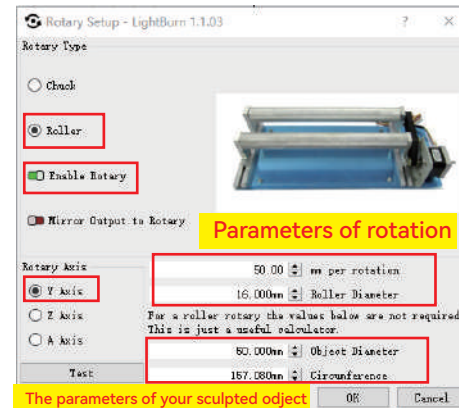 Rotary Setup - LightBurn 1.1.03 ? ×
Rotary Type
Chuck
Roller
Enable Rotary
Mirror Output to Rotary
Parameters of rotation
Rotary Axis
50.00 mm per rotation
Y Axis
16.000mm Roller Diameter
Z Axis
For a roller rotary the values below are not required
This is just a useful calculator.
A Axis
50.000mm Object Diameter
Test
157.080mm Circumference
The parameters of your sculpted odject
OK Cancel